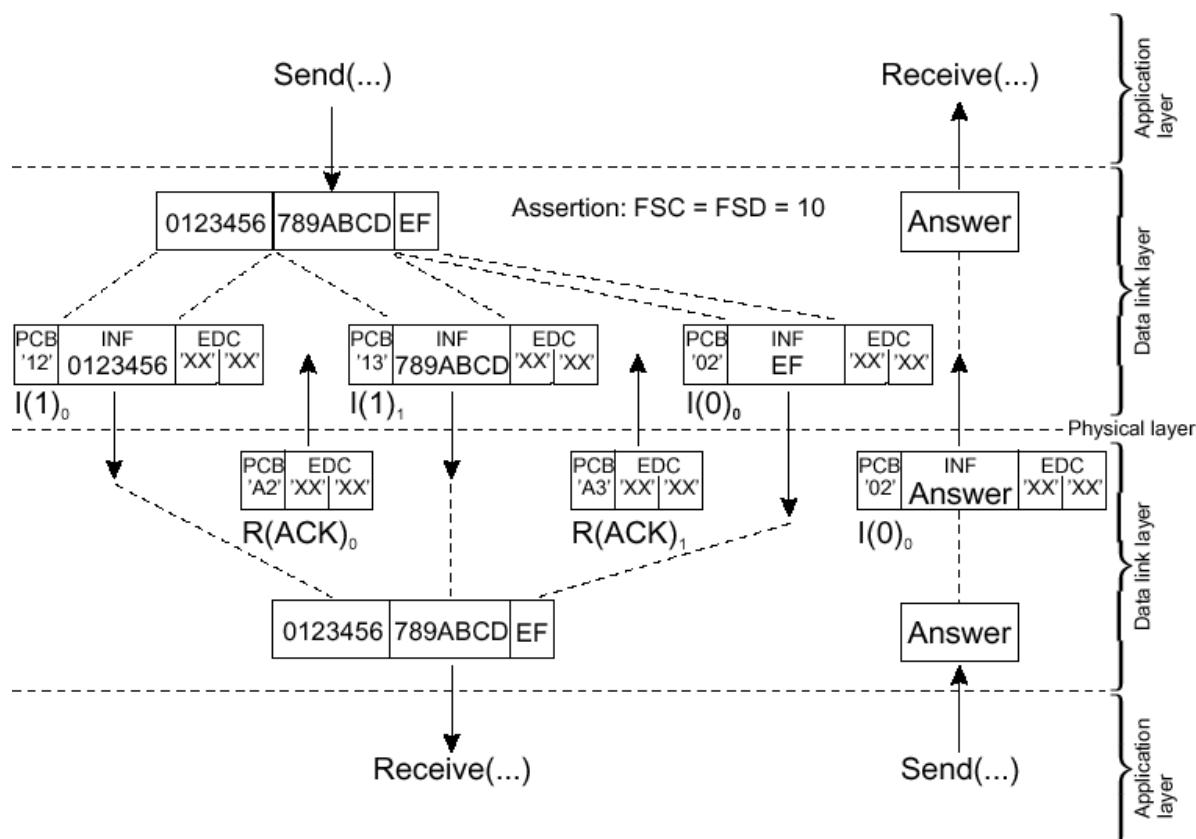 Send(...) Receive(...)
Application
layer
0123456 789ABCD EF Assertion: FSC = FSD = 10 Answer
Data link layer
PCB INF EDC PCB INF EDC PCB INF EDC
'12' 0123456 'XX' 'XX' '13' 789ABCD 'XX' 'XX' '02' EF 'XX' 'XX'
I(1)₀ I(1)₁ I(0)₀
Physical layer
PCB EDC PCB EDC PCB INF EDC
'A2' 'XX' 'XX' 'A3' 'XX' 'XX' '02' Answer 'XX' 'XX'
R(ACK)₀ R(ACK)₁ I(0)₀
Data link layer
0123456 789ABCD EF Answer
Receive(...) Send(...)
Application
layer